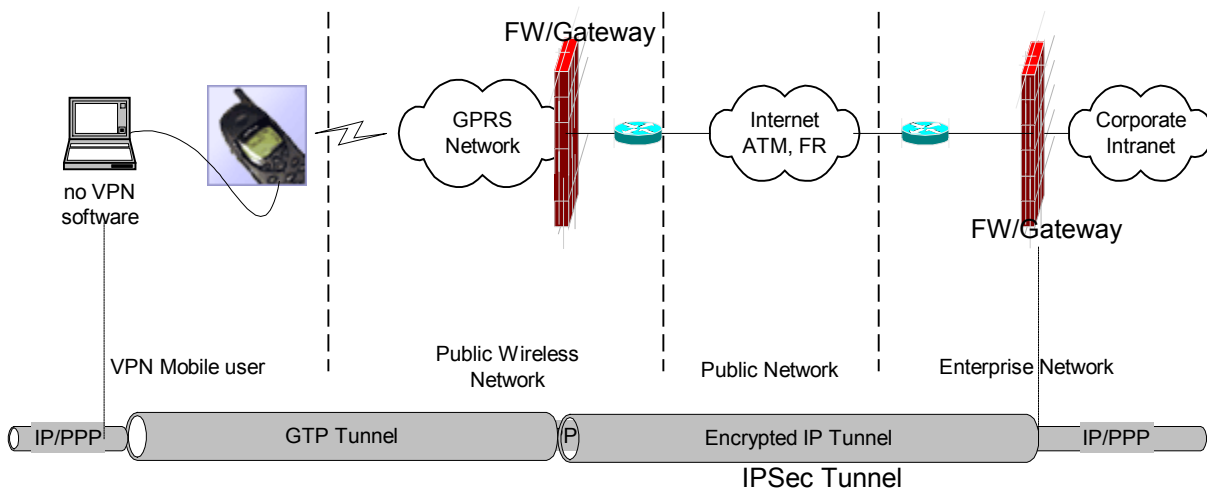 FW/Gateway
GPRS
Network
Internet
ATM, FR
Corporate
Intranet
no VPN
software
FW/Gateway
VPN Mobile user
Public Wireless
Network
Public Network
Enterprise Network
IP/PPP
GTP Tunnel
P
Encrypted IP Tunnel
IP/PPP
IPSec Tunnel